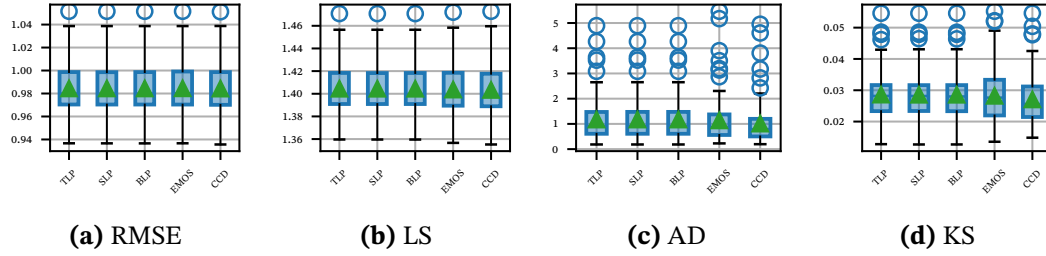 1.04
1.02
1.00
0.98
0.96
0.94
TLP
SLP
BLP
EMOS
CCD
(a) RMSE
1.46
1.44
1.42
1.40
1.38
1.36
TLP
SLP
BLP
EMOS
CCD
(b) LS
5
4
3
2
1
0
TLP
SLP
BLP
EMOS
CCD
(c) AD
0.05
0.04
0.03
0.02
TLP
SLP
BLP
EMOS
CCD
(d) KS